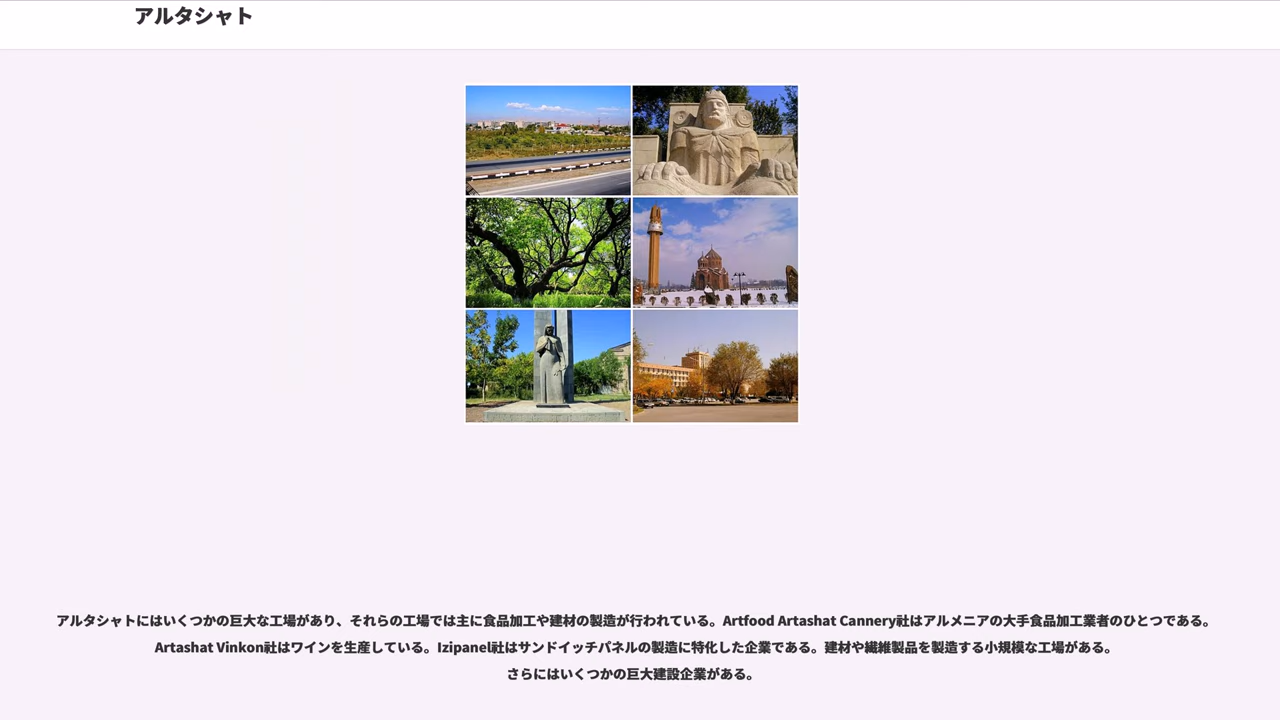 アルタシャト
アルタシャトにはいくつかの巨大な工場があり、それらの工場では主に食品加工や建材の製造が行われている。Artfood Artashat Cannery社はアルメニアの大手食品加工業者のひとつである。
Artashat Vinkon社はワインを生産している。Izipanel社はサンドイッチパネルの製造に特化した企業である。建材や繊維製品を製造する小規模な工場がある。
さらにはいくつかの巨大建設企業がある。